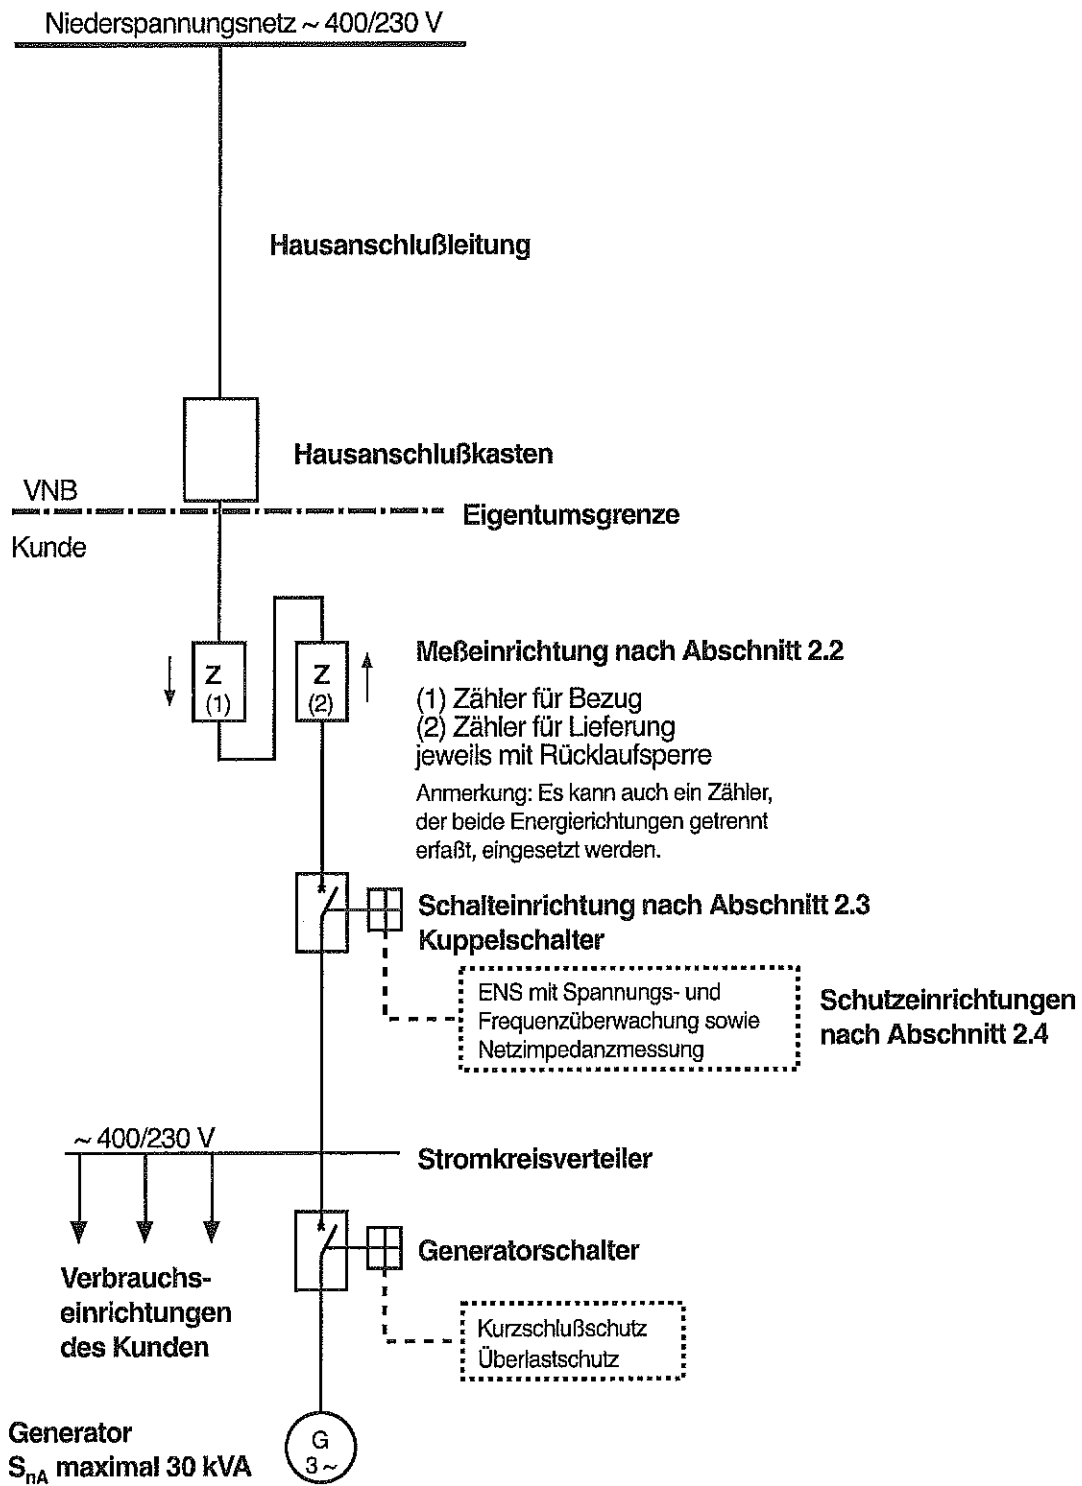 Niederspannungsnetz ~ 400/230 V
Hausanschlußleitung
Hausanschlußkasten
VNB
Eigentumsgrenze
Kunde
Z
(1)
Z
(2)
Meßeinrichtung nach Abschnitt 2.2
(1) Zähler für Bezug
(2) Zähler für Lieferung
jeweils mit Rücklaufsperre
Anmerkung: Es kann auch ein Zähler,
der beide Energierichtungen getrennt
erfaßt, eingesetzt werden.
Schalteinrichtung nach Abschnitt 2.3
Kuppelschalter
ENS mit Spannungs- und
Frequenzüberwachung sowie
Netzimpedanzmessung
Schutzeinrichtungen
nach Abschnitt 2.4
~ 400/230 V
Stromkreisverteiler
Generatorschalter
Verbrauchs-
einrichtungen
des Kunden
Kurzschlußschutz
Überlastschutz
Generator
SnA maximal 30 kVA
G
3 ~